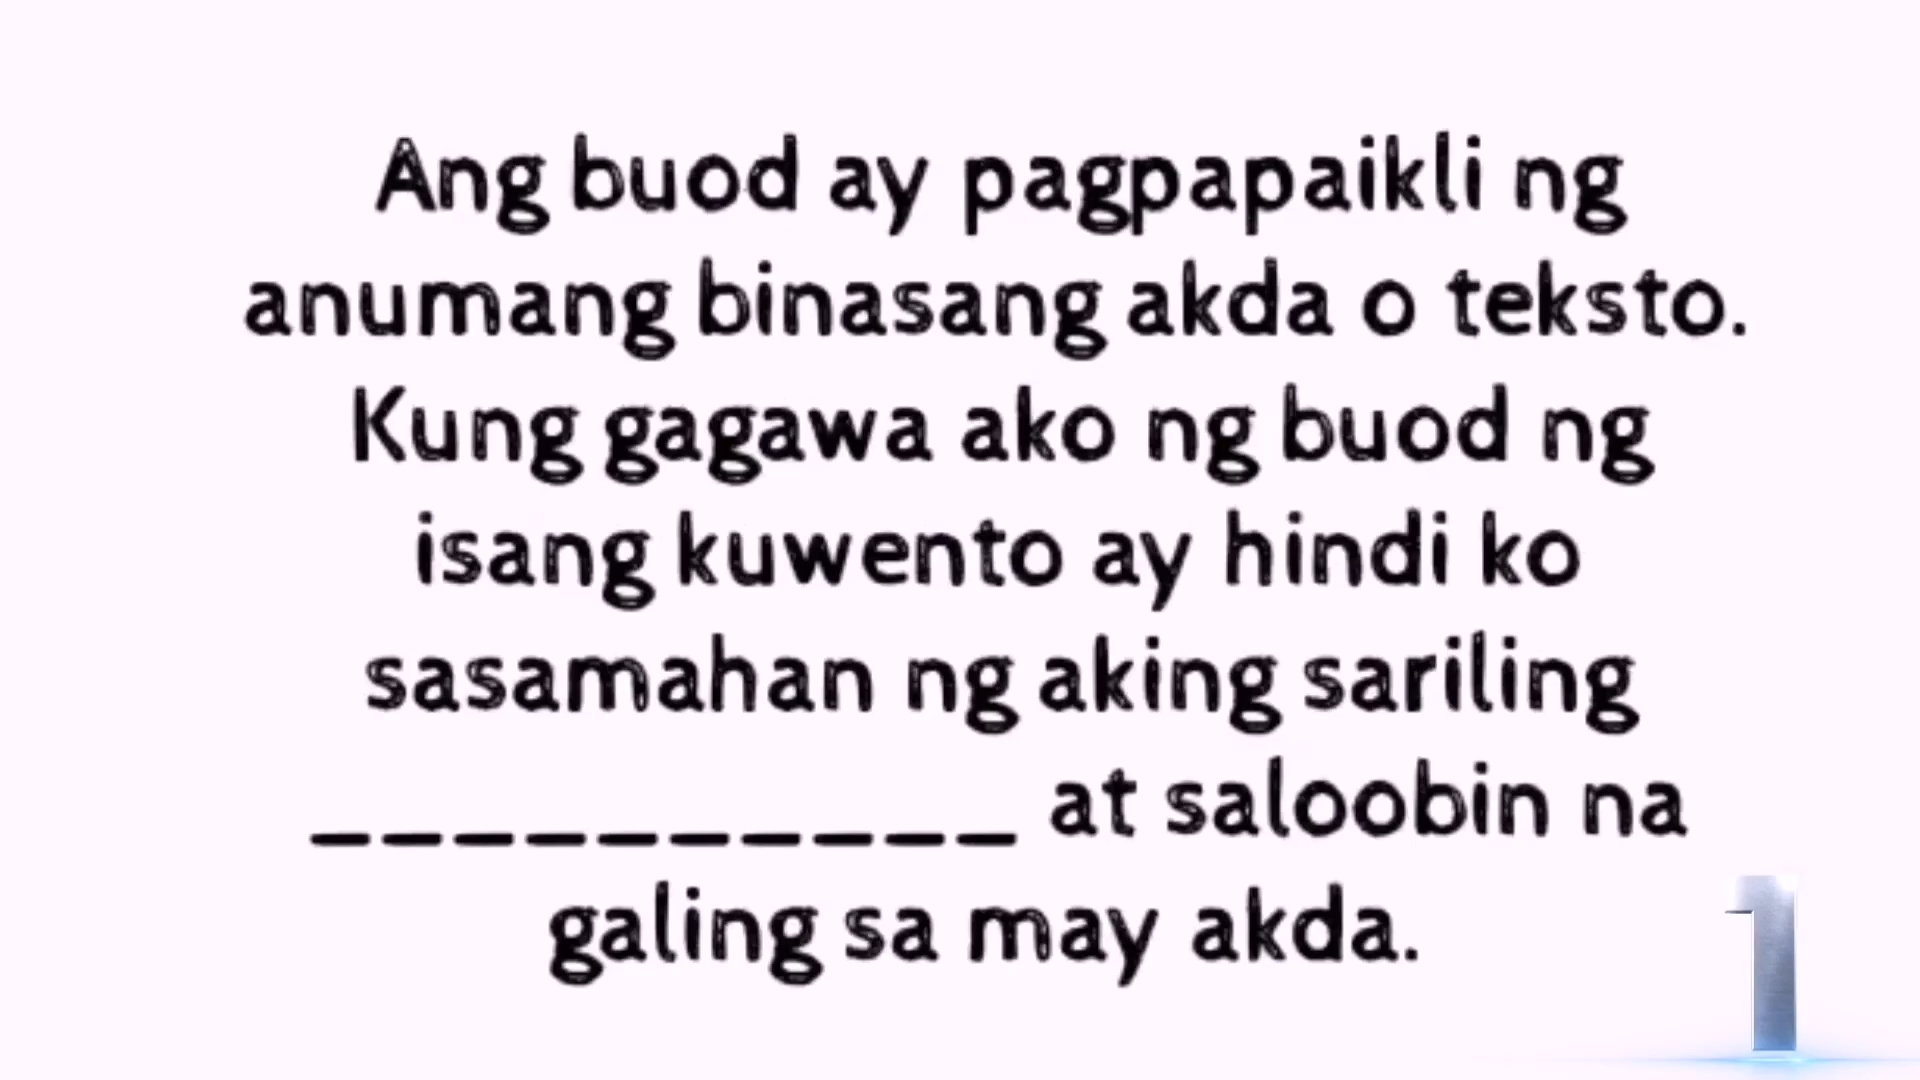 Ang buod ay pagpapaikli ng
anumang binasang akda o teksto.
Kung gagawa ako ng buod ng
isang kuwento ay hindi ko
sasamahan ng aking sariling
__________ at saloobin na
galing sa may akda.
1